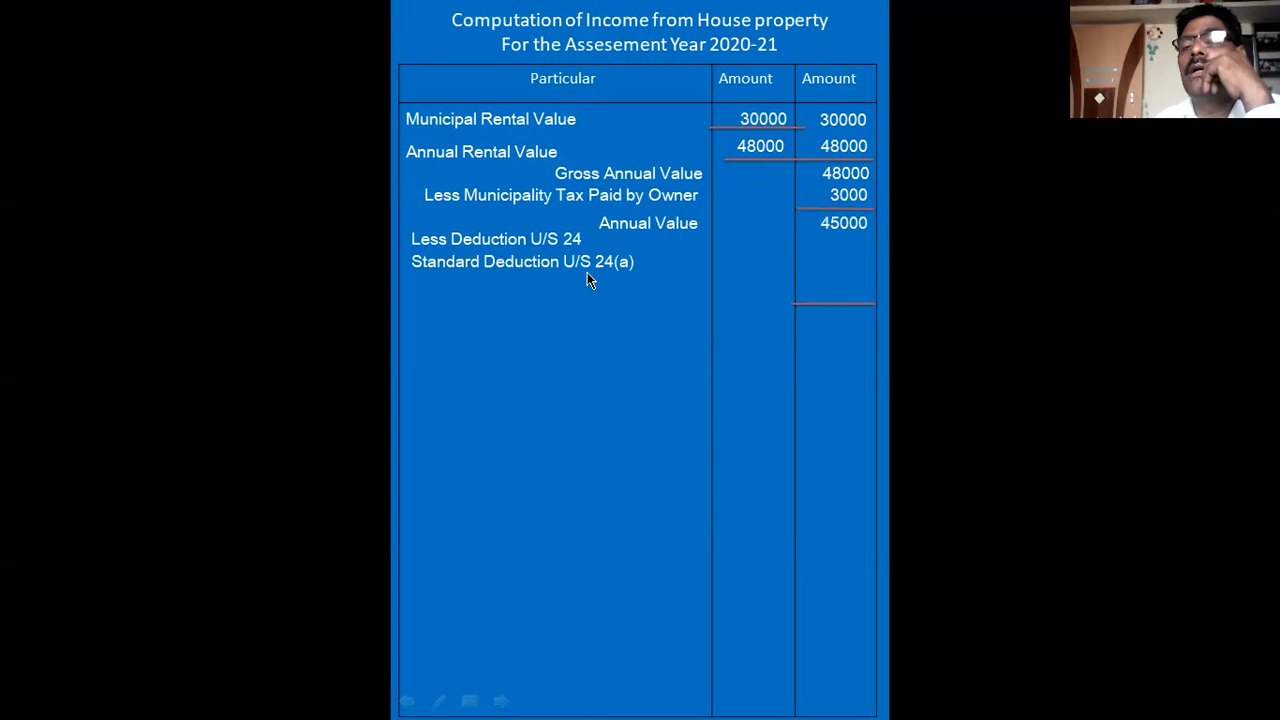 Computation of Income from House property
For the Assesement Year 2020-21
Particular Amount Amount
Municipal Rental Value 30000 30000
Annual Rental Value 48000 48000
Gross Annual Value 48000
Less Municipality Tax Paid by Owner 3000
Annual Value 45000
Less Deduction U/S 24
Standard Deduction U/S 24(a)